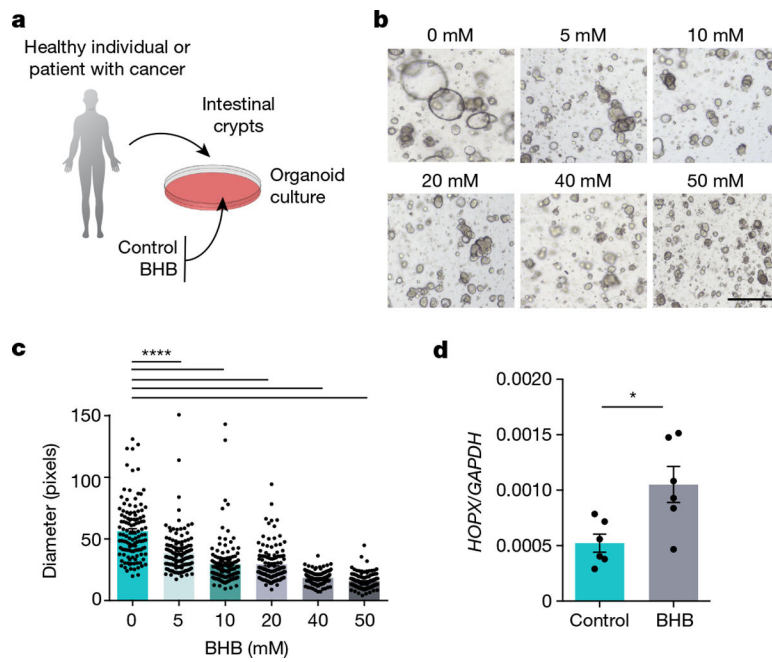 a
Healthy individual or
patient with cancer
Intestinal
crypts
Organoid
culture
Control
BHB
b
0 mM
5 mM
10 mM
20 mM
40 mM
50 mM
c
****
150
100
50
0
Diameter (pixels)
0 5 10 20 40 50
BHB (mM)
d
0.0020
0.0015
0.0010
0.0005
0
HOPX/GAPDH
*
Control BHB